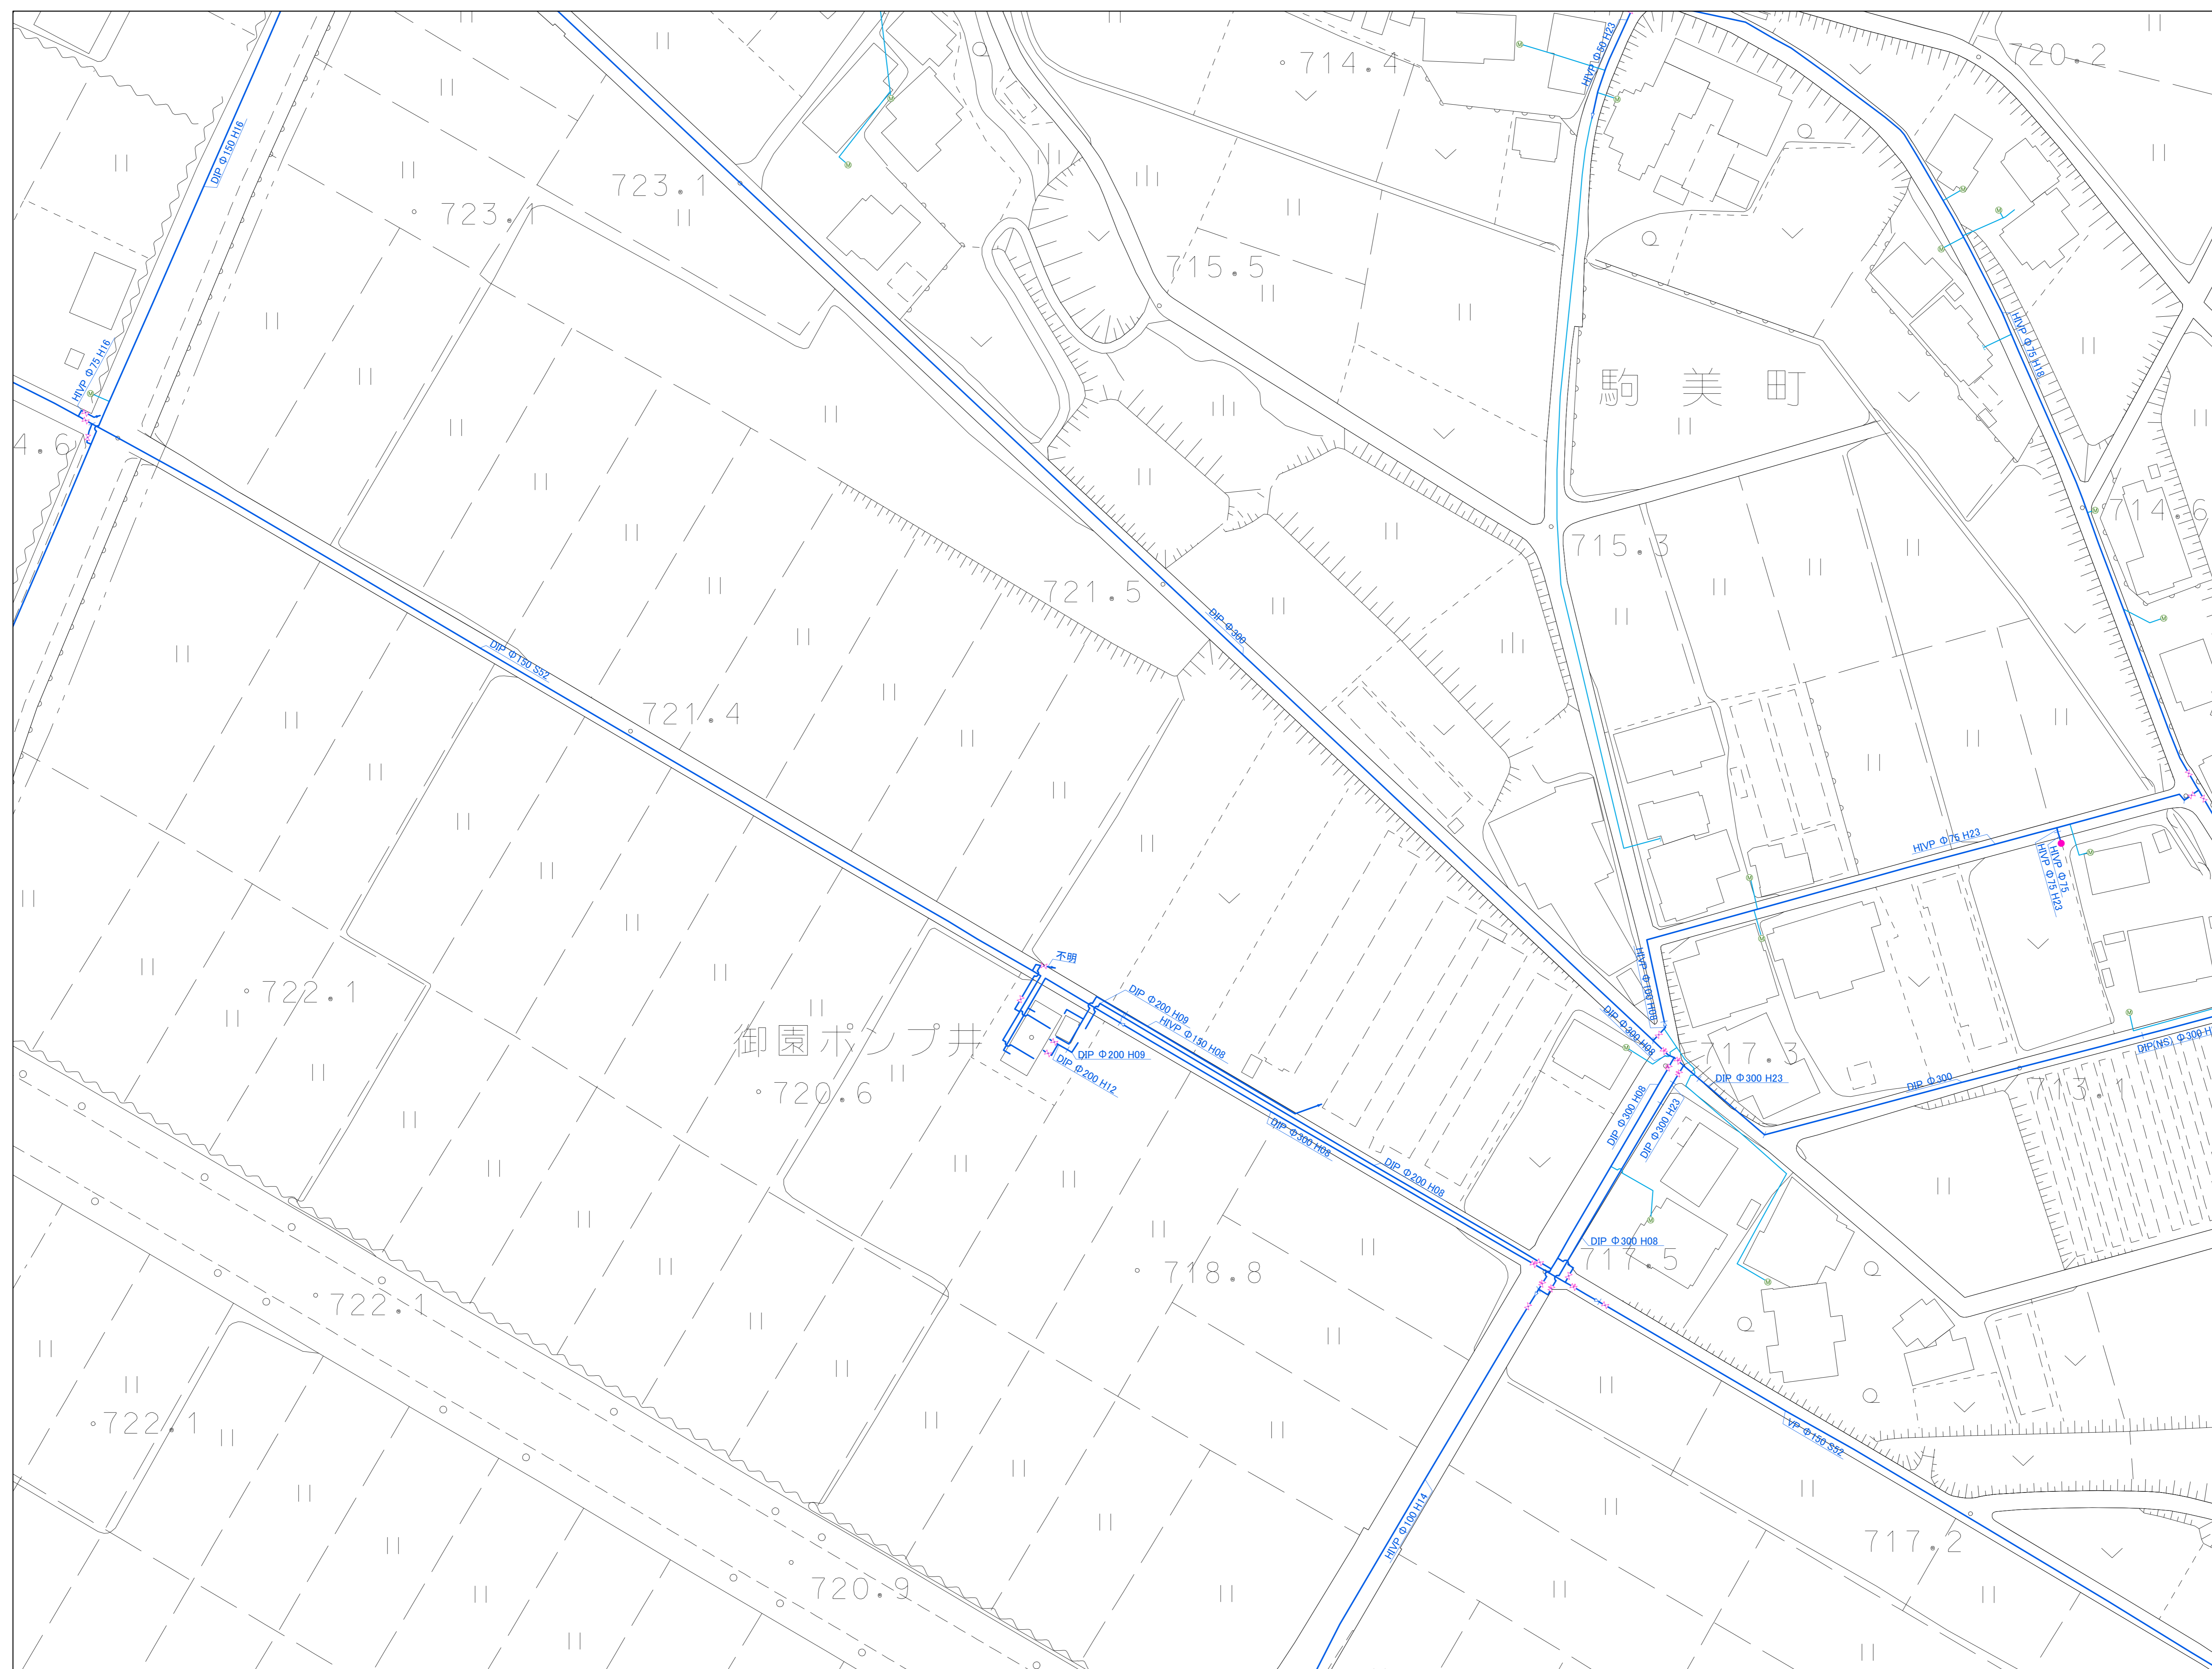 HIVP Φ50 H23
714.4
720.2
DIP Φ150 H16
723.1
723.1
715.5
HIVP Φ75 H18
HIVP Φ75 H16
駒美町
4.6
714.6
715.3
721.5
DIP Φ300
DIP Φ150 S52
721.4
HIVP Φ75 H23
HIVP Φ75
HIVP Φ75 H23
不明
HIVP Φ100 H08
722.1
DIP Φ200 H09
HIVP Φ150 H08
御園ポンプ井
DIP Φ200 H09
DIP Φ200 H12
DIP Φ300 H08
717.3
DIP(NS) Φ300 H
DIP Φ300 H23
DIP Φ300
713.1
720.6
DIP Φ300 H08
DIP Φ300 H08
DIP Φ300 H23
DIP Φ200 H08
DIP Φ300 H08
717.5
718.8
722.1
722.1
VP Φ150 S52
HIVP Φ100 H14
717.2
720.9